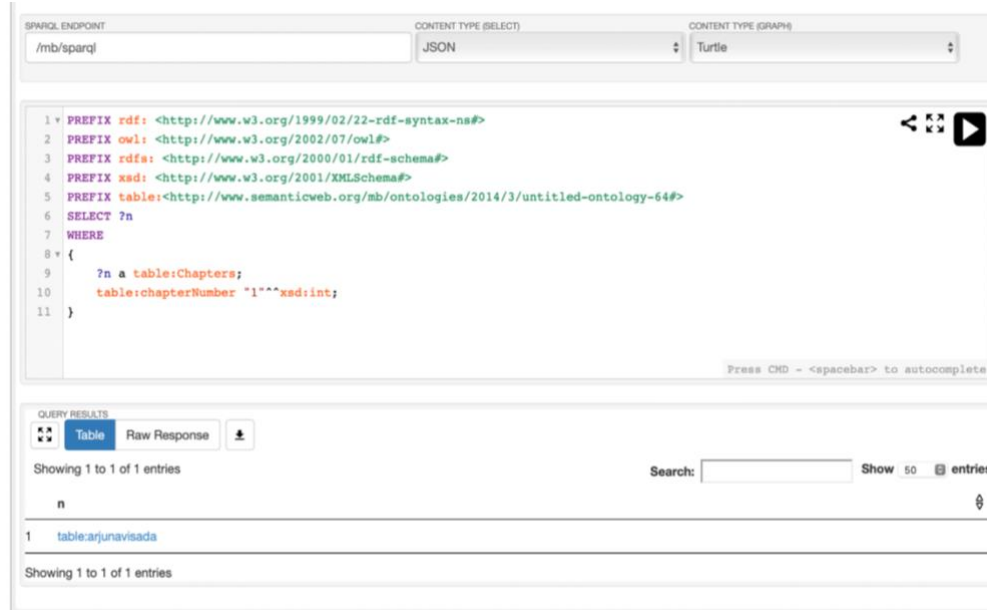 SPARQL ENDPOINT CONTENT TYPE (SELECT) CONTENT TYPE (GRAPH)
/mb/sparql JSON Turtle
1 PREFIX rdf: <http://www.w3.org/1999/02/22-rdf-syntax-ns#>
2 PREFIX owl: <http://www.w3.org/2002/07/owl#>
3 PREFIX rdfs: <http://www.w3.org/2000/01/rdf-schema#>
4 PREFIX xsd: <http://www.w3.org/2001/XMLSchema#>
5 PREFIX table:<http://www.semanticweb.org/mb/ontologies/2014/3/untitled-ontology-64#>
6 SELECT ?n
7 WHERE
8 {
9 ?n a table:Chapters;
10 table:chapterNumber "1"^^xsd:int;
11 }
Press CMD - <spacebar> to autocomplete
QUERY RESULTS
Table Raw Response
Showing 1 to 1 of 1 entries Search: Show 50 entries
n
1 table:arjunavisada
Showing 1 to 1 of 1 entries